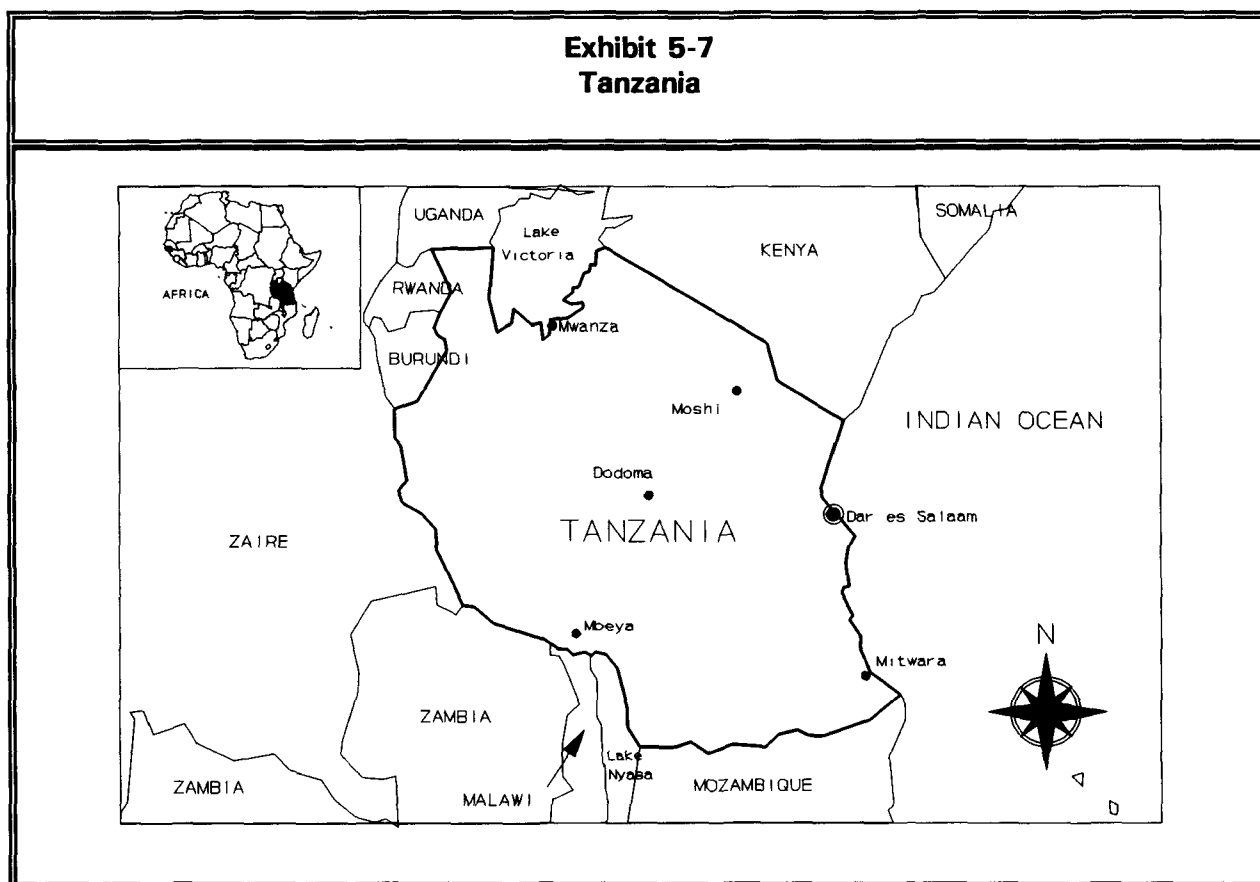 Exhibit 5-7
Tanzania
AFRICA
UGANDA
Lake
Victoria
SOMALIA
KENYA
RWANDA
Mwanza
BURUNDI
Moshi
INDIAN OCEAN
Dodoma
Dar es Salaam
TANZANIA
ZAIRE
Mbeya
N
Mitwara
ZAMBIA
Lake
Nyasa
ZAMBIA
MALAWI
MOZAMBIQUE